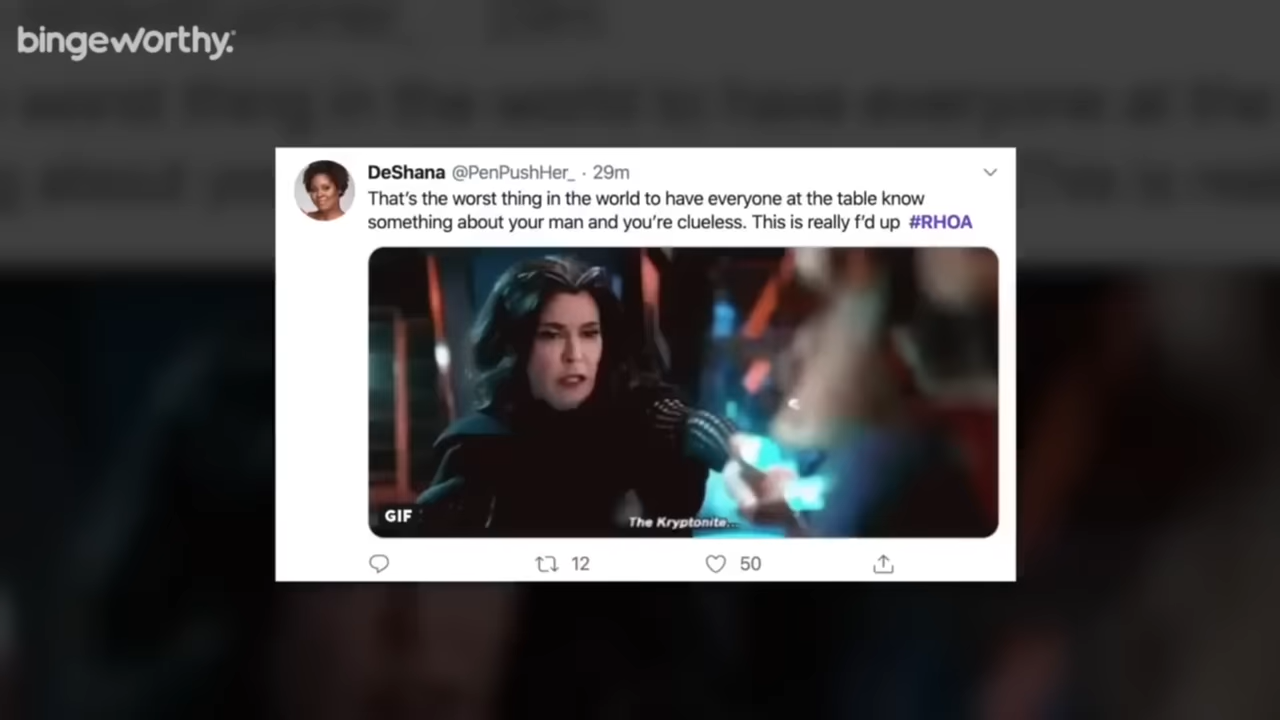 bingeworthy.
DeShana @PenPushHer_ · 29m
That's the worst thing in the world to have everyone at the table know
something about your man and you're clueless. This is really f'd up #RHOA
GIF
The Kryptonite...
12
50